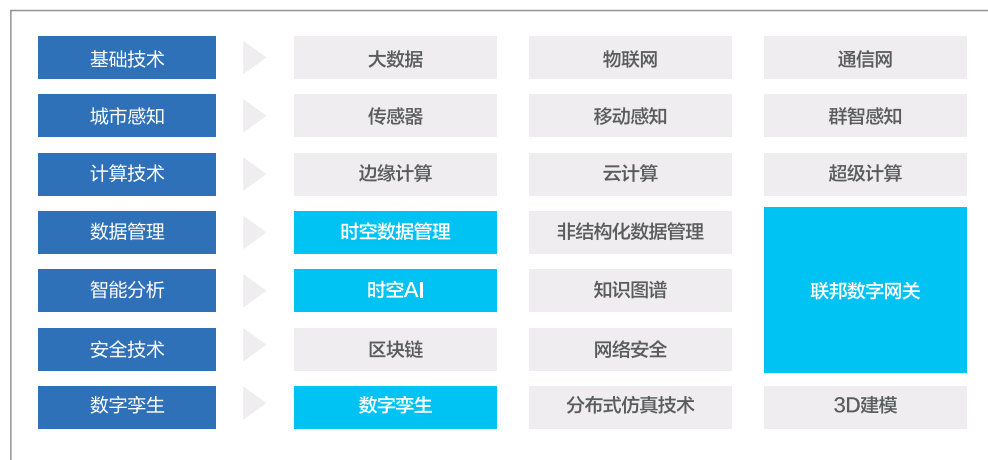 基础技术 大数据 物联网 通信网
城市感知 传感器 移动感知 群智感知
计算技术 边缘计算 云计算 超级计算
数据管理 时空数据管理 非结构化数据管理
智能分析 时空AI 知识图谱 联邦数字网关
安全技术 区块链 网络安全
数字孪生 数字孪生 分布式仿真技术 3D建模